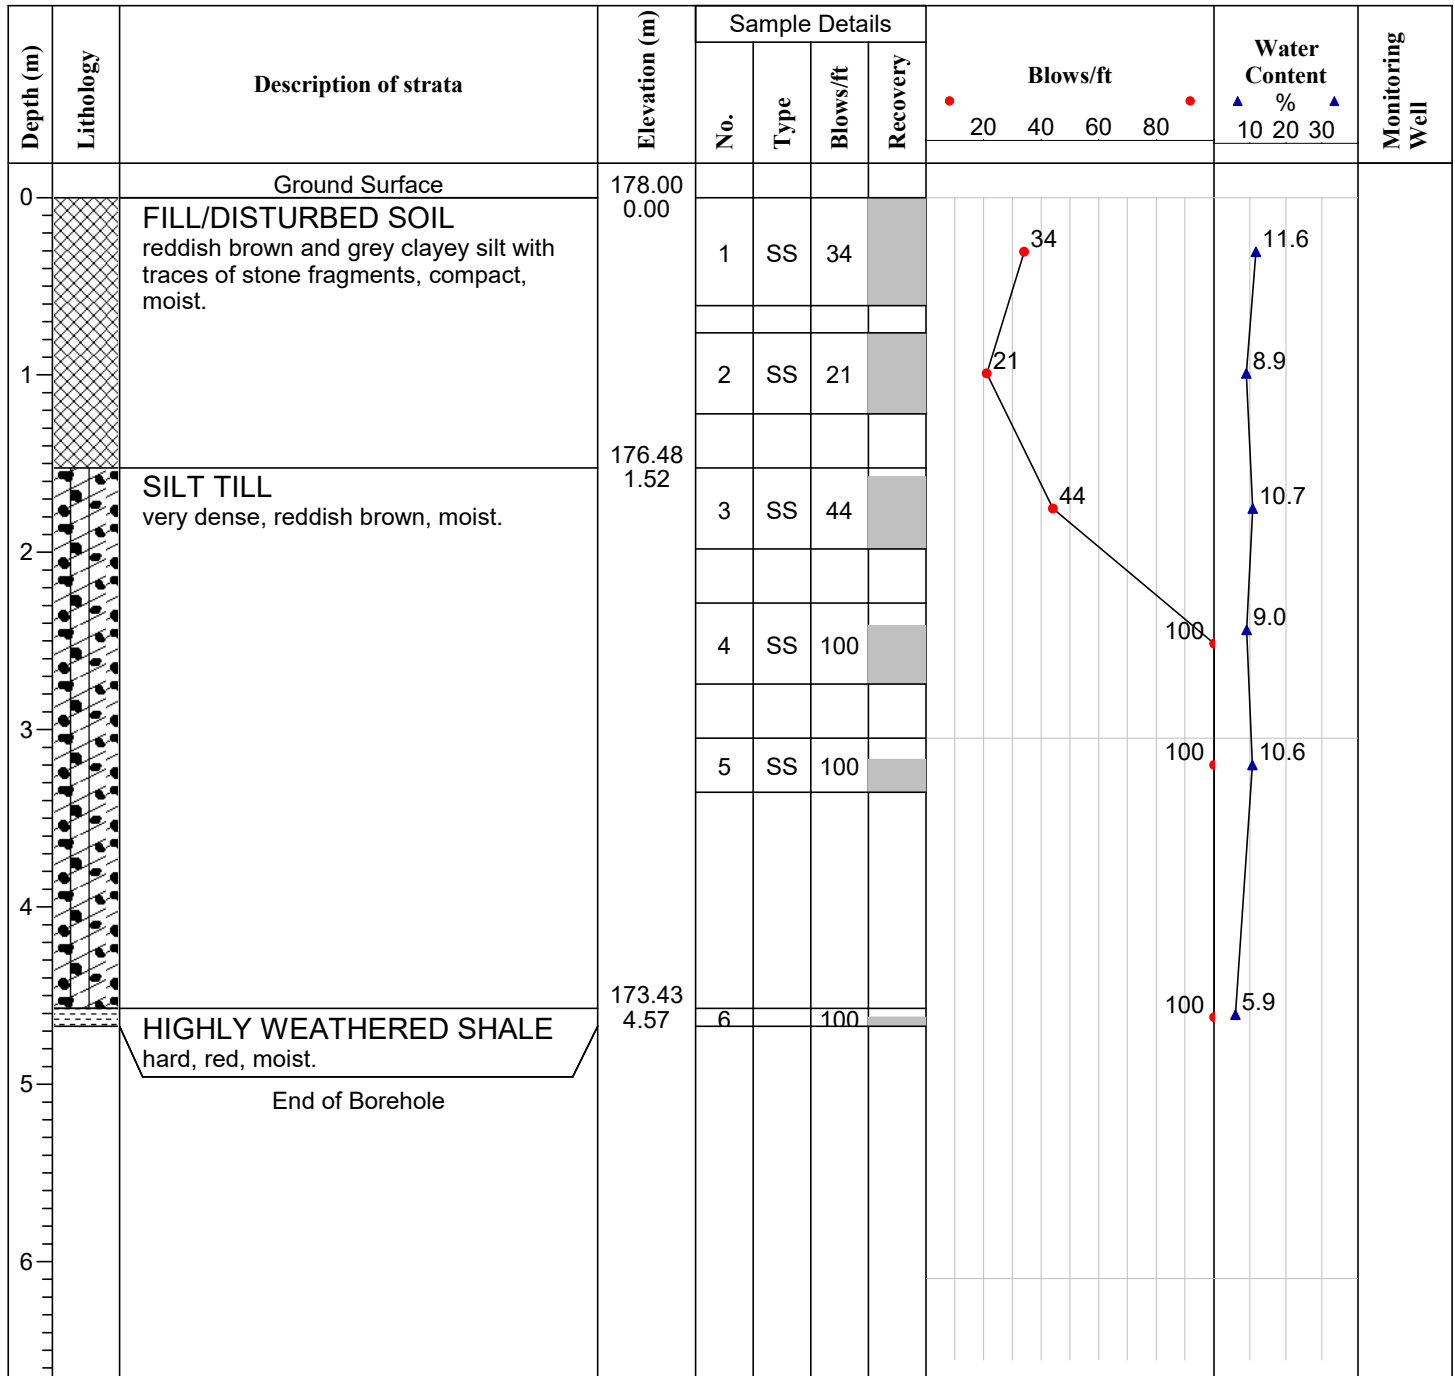 Depth (m)
Lithology
Description of strata
Elevation (m)
Sample Details
No.
Type
Blows/ft
Recovery
Blows/ft
20 40 60 80
Water
Content
%
10 20 30
Monitoring
Well
Ground Surface
178.00
0
0.00
FILL/DISTURBED SOIL
reddish brown and grey clayey silt with
traces of stone fragments, compact,
moist.
1 SS 34
34
11.6
1
2 SS 21
21
8.9
176.48
1.52
SILT TILL
very dense, reddish brown, moist.
3 SS 44
44
10.7
2
4 SS 100
100
9.0
3
5 SS 100
100
10.6
4
173.43
4.57
HIGHLY WEATHERED SHALE
hard, red, moist.
6 100
100
5.9
5
End of Borehole
6